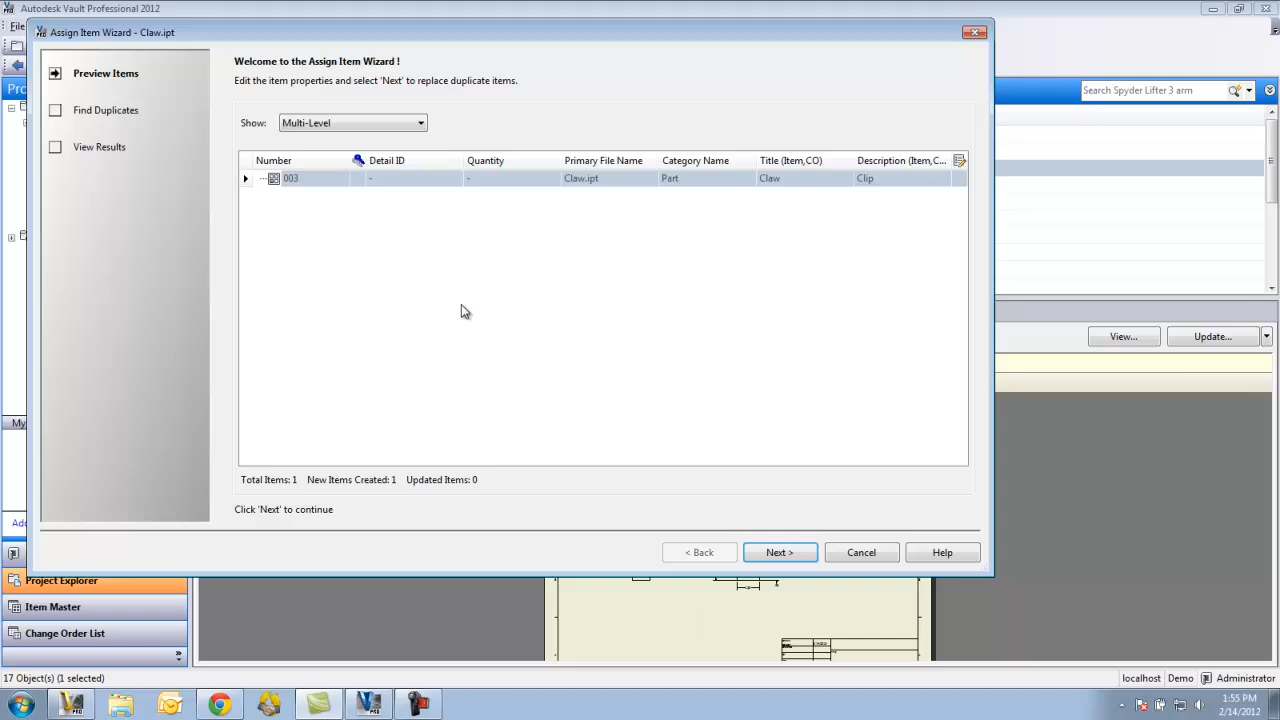 Autodesk Vault Professional 2012
File
Assign Item Wizard - Claw.ipt
Preview Items
Find Duplicates
View Results
Welcome to the Assign Item Wizard !
Edit the item properties and select 'Next' to replace duplicate items.
Show: Multi-Level
Number Detail ID Quantity Primary File Name Category Name Title (Item,CO) Description (Item,C...
003 - - Claw.ipt Part Claw Clip
Total Items: 1 New Items Created: 1 Updated Items: 0
Click 'Next' to continue
< Back Next > Cancel Help
Pro
Search Spyder Lifter 3 arm
View... Update...
My
Add
Project Explorer
Item Master
Change Order List
17 Object(s) (1 selected)
localhost Demo Administrator
1:55 PM
2/14/2012